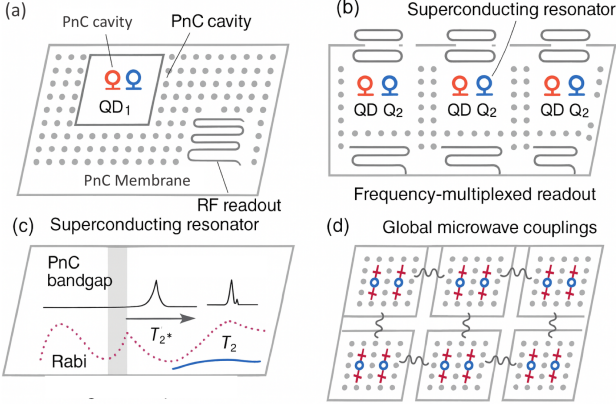 (a)
PnC cavity
PnC cavity
QD1
PnC Membrane
RF readout
(b)
Superconducting resonator
QD Q2
QD Q2
QD Q2
Frequency-multiplexed readout
(c) Superconducting resonator
PnC
bandgap
T2*
T2
Rabi
(d) Global microwave couplings